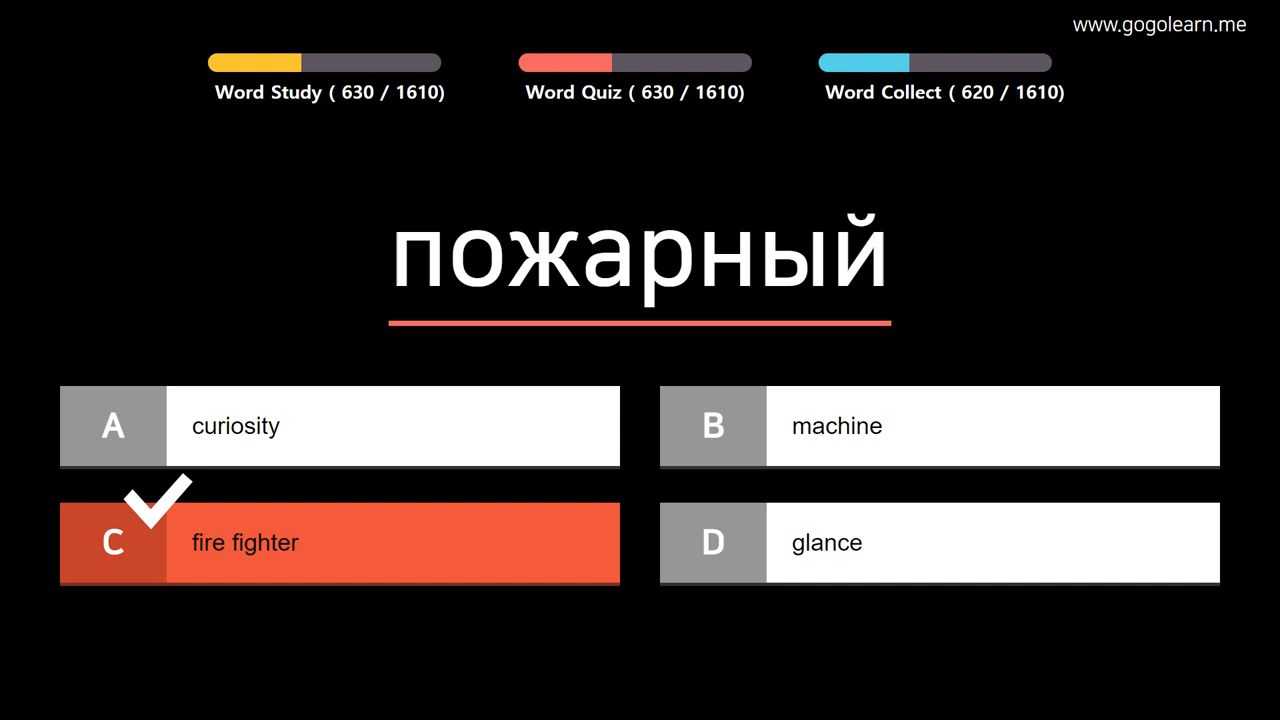 www.gogolearn.me
Word Study ( 630 / 1610)
Word Quiz ( 630 / 1610)
Word Collect ( 620 / 1610)
пожарный
A curiosity
B machine
C fire fighter
D glance